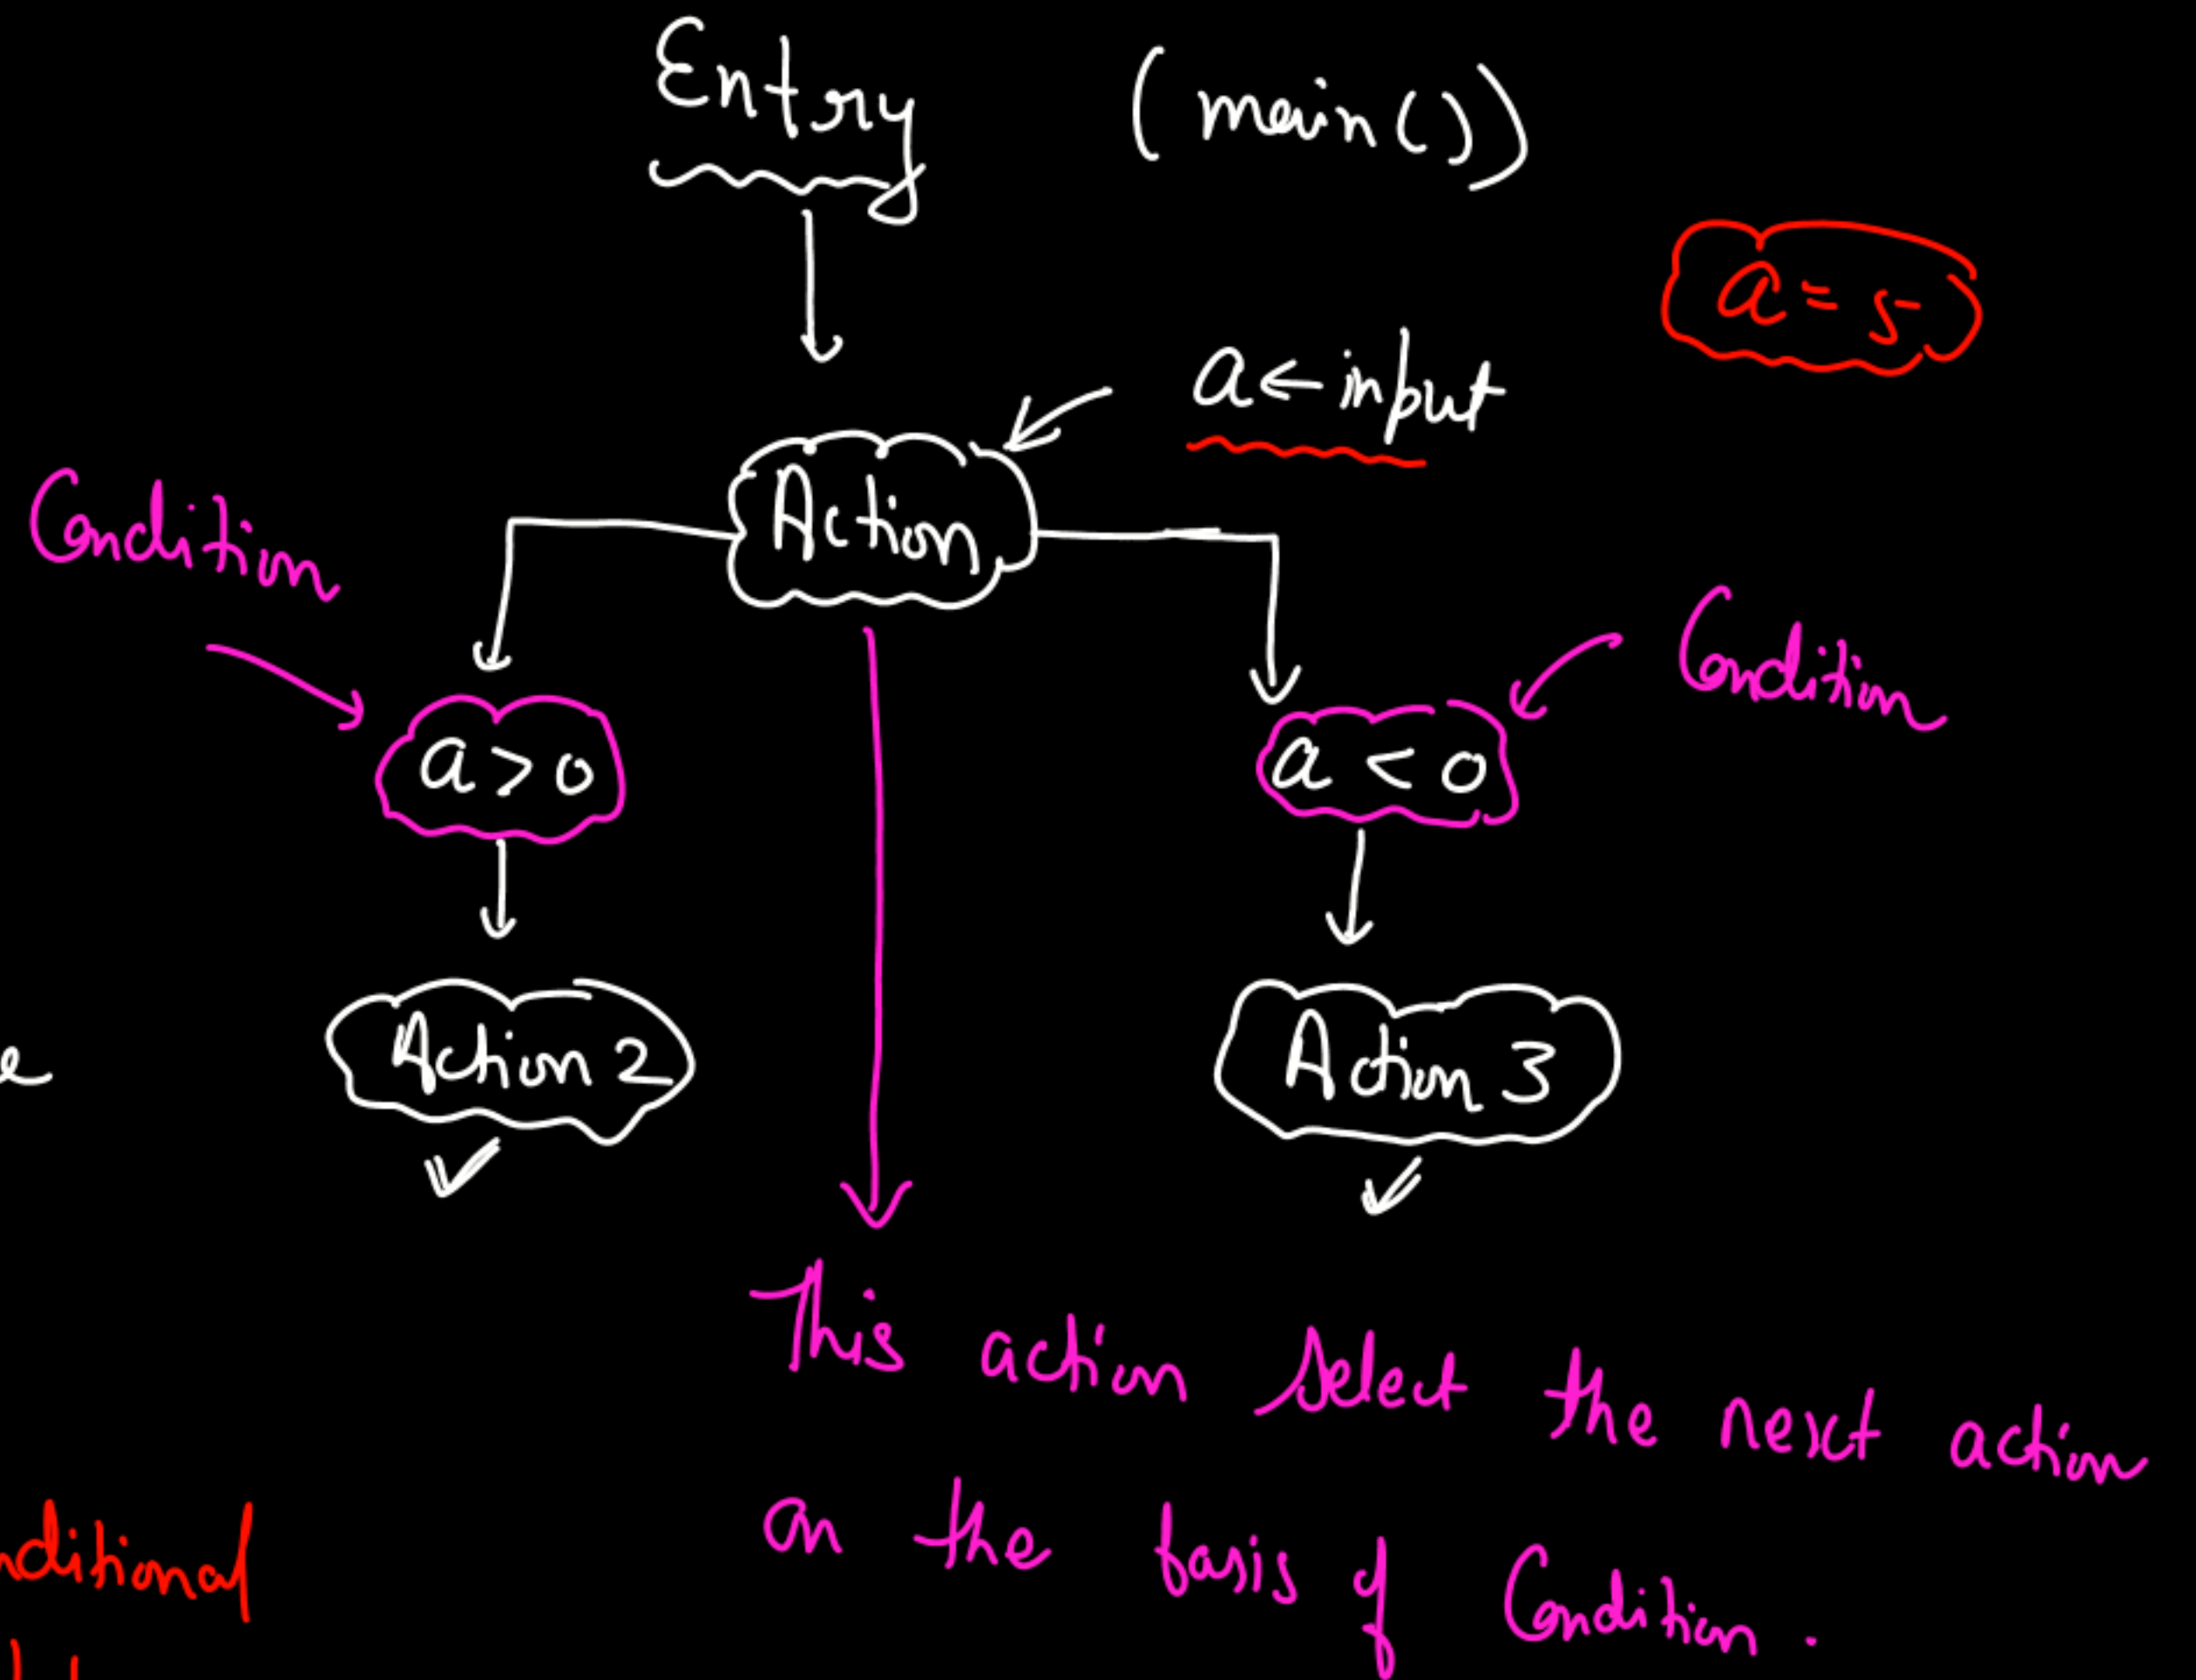 Entry (main())
a = 5
a ← input
Action
Condition
Condition
a > 0
a < 0
Action 2
Action 3
This action select the next action
on the basis of Condition.
nditional